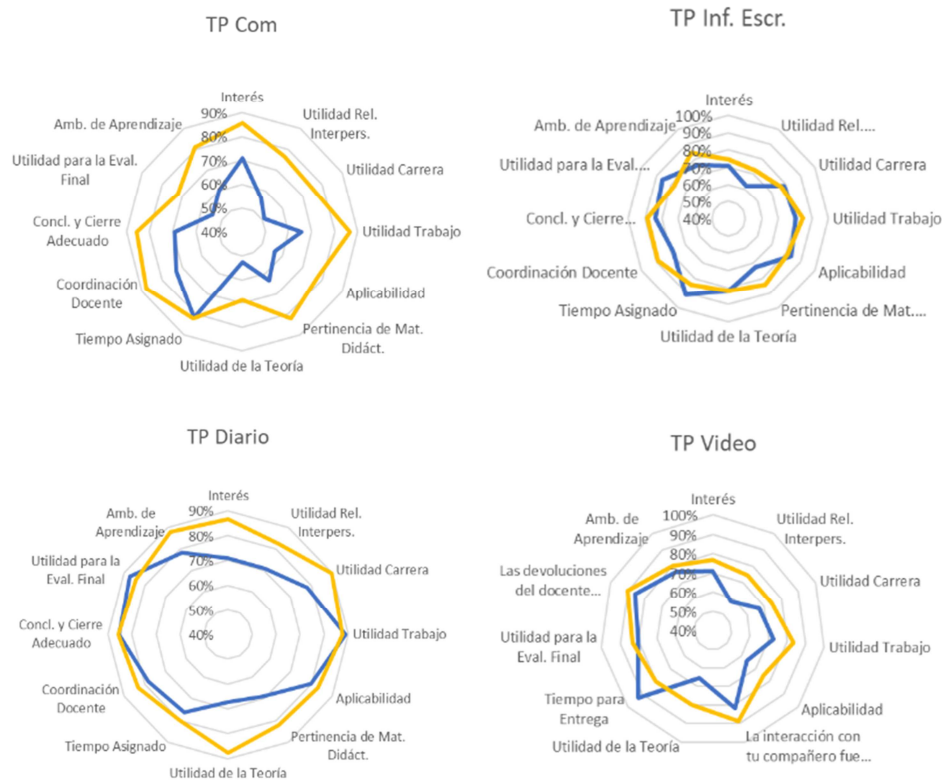 TP Com
Interés
90%
80%
70%
60%
50%
40%
Utilidad Rel.
Interpers.
Utilidad Carrera
Utilidad Trabajo
Aplicabilidad
Pertinencia de Mat.
Didáct.
Utilidad de la Teoría
Tiempo Asignado
Coordinación
Docente
Concl. y Cierre
Adecuado
Utilidad para la Eval.
Final
Amb. de Aprendizaje
TP Inf. Escr.
Interés
100%
90%
80%
70%
60%
50%
40%
Utilidad Rel....
Utilidad Carrera
Utilidad Trabajo
Aplicabilidad
Pertinencia de Mat....
Utilidad de la Teoría
Tiempo Asignado
Coordinación Docente
Concl. y Cierre...
Utilidad para la Eval....
Amb. de Aprendizaje
TP Diario
Interés
90%
80%
70%
60%
50%
40%
Utilidad Rel.
Interpers.
Utilidad Carrera
Utilidad Trabajo
Aplicabilidad
Pertinencia de Mat.
Didáct.
Utilidad de la Teoría
Tiempo Asignado
Coordinación
Docente
Concl. y Cierre
Adecuado
Utilidad para la
Eval. Final
Amb. de
Aprendizaje
TP Video
Interés
100%
90%
80%
70%
60%
50%
40%
Utilidad Rel.
Interpers.
Utilidad Carrera
Utilidad Trabajo
Aplicabilidad
La interacción con
tu compañero fue...
Utilidad de la Teoría
Tiempo para
Entrega
Utilidad para la
Eval. Final
Las devoluciones
del docente...
Amb. de
Aprendizaje